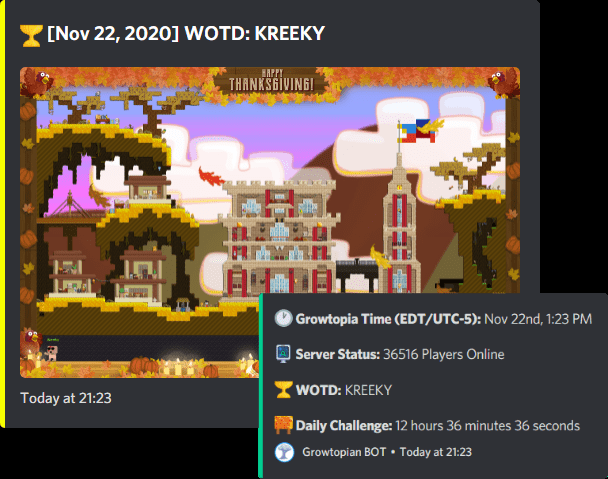 [Nov 22, 2020] WOTD: KREEKY
HAPPY
THANKSGIVING!
Today at 21:23
Growtopia Time (EDT/UTC-5): Nov 22nd, 1:23 PM
Server Status: 36516 Players Online
WOTD: KREEKY
Daily Challenge: 12 hours 36 minutes 36 seconds
Growtopian BOT • Today at 21:23